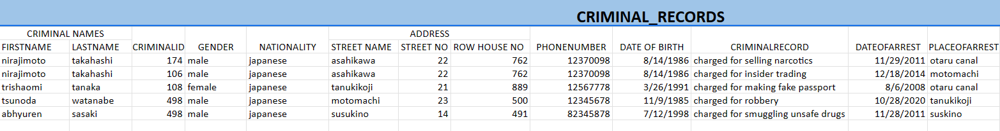 CRIMINAL_RECORDS
CRIMINAL NAMES ADDRESS
FIRSTNAME LASTNAME CRIMINALID GENDER NATIONALITY STREET NAME STREET NO ROW HOUSE NO PHONENUMBER DATE OF BIRTH CRIMINALRECORD DATEOFARREST PLACEOFARREST
nirajimoto takahashi 174 male japanese asahikawa 22 762 12370098 8/14/1986 charged for selling narcotics 11/29/2011 otaru canal
nirajimoto takahashi 106 male japanese asahikawa 22 762 12370098 8/14/1986 charged for insider trading 12/18/2014 motomachi
trishaomi tanaka 108 female japanese tanukikoji 21 889 12567778 3/26/1991 charged for making fake passport 8/6/2008 otaru canal
tsunoda watanabe 498 male japanese motomachi 23 500 12345678 11/9/1985 charged for robbery 10/28/2020 tanukikoji
abhyuren sasaki 498 male japanese susukino 14 491 82345878 7/12/1998 charged for smuggling unsafe drugs 11/28/2011 suskino